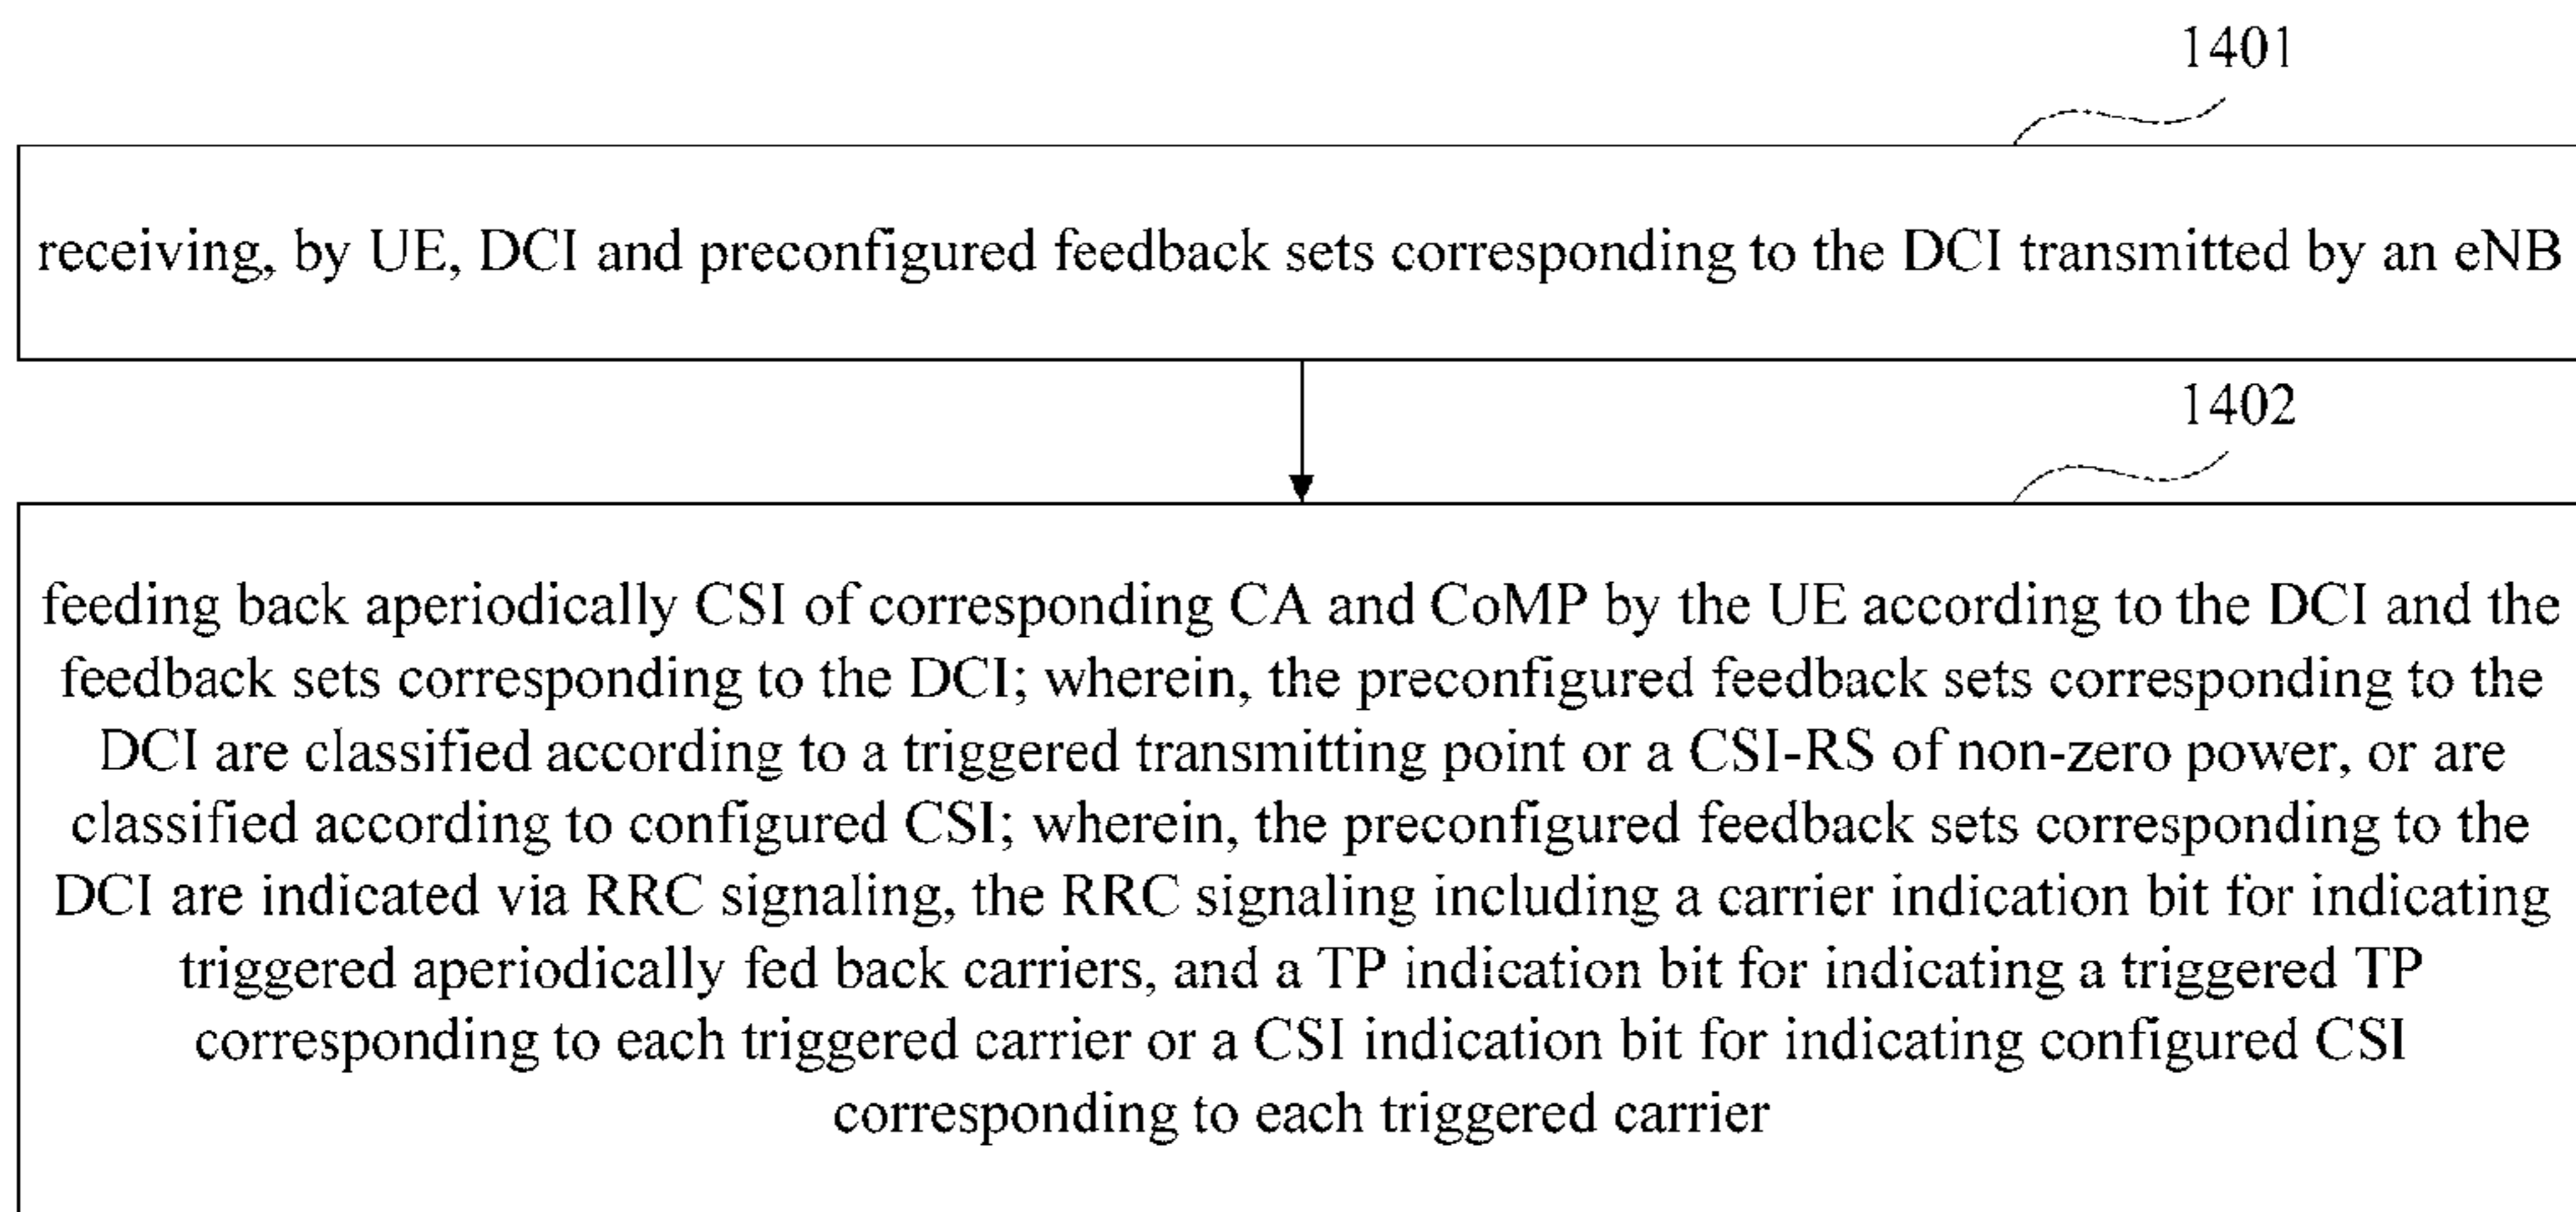 1401
receiving, by UE, DCI and preconfigured feedback sets corresponding to the DCI transmitted by an eNB
1402
feeding back aperiodically CSI of corresponding CA and CoMP by the UE according to the DCI and the
feedback sets corresponding to the DCI; wherein, the preconfigured feedback sets corresponding to the
DCI are classified according to a triggered transmitting point or a CSI-RS of non-zero power, or are
classified according to configured CSI; wherein, the preconfigured feedback sets corresponding to the
DCI are indicated via RRC signaling, the RRC signaling including a carrier indication bit for indicating
triggered aperiodically fed back carriers, and a TP indication bit for indicating a triggered TP
corresponding to each triggered carrier or a CSI indication bit for indicating configured CSI
corresponding to each triggered carrier